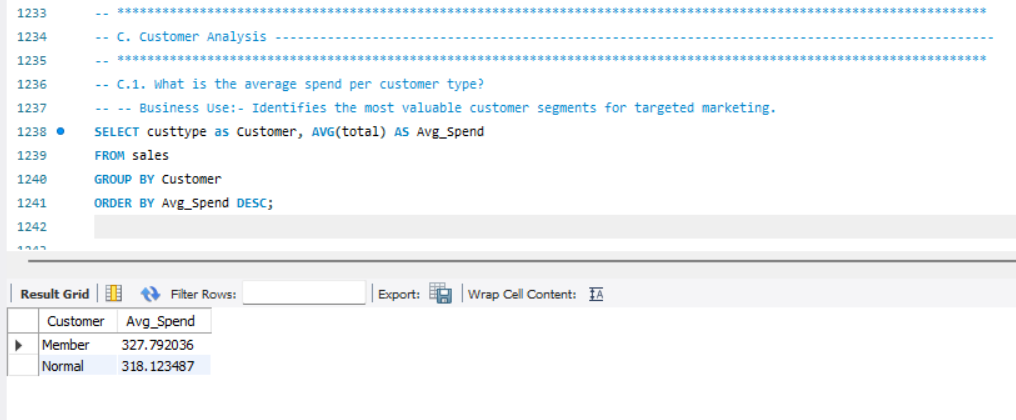 1233 -- ********************************************************************************************************************
1234 -- C. Customer Analysis ------------------------------------------------------------------------------------------------
1235 -- ********************************************************************************************************************
1236 -- C.1. What is the average spend per customer type?
1237 -- -- Business Use:- Identifies the most valuable customer segments for targeted marketing.
1238 SELECT custtype as Customer, AVG(total) AS Avg_Spend
1239 FROM sales
1240 GROUP BY Customer
1241 ORDER BY Avg_Spend DESC;
1242
Result Grid Filter Rows: Export: Wrap Cell Content: IA
Customer Avg_Spend
Member 327.792036
Normal 318.123487